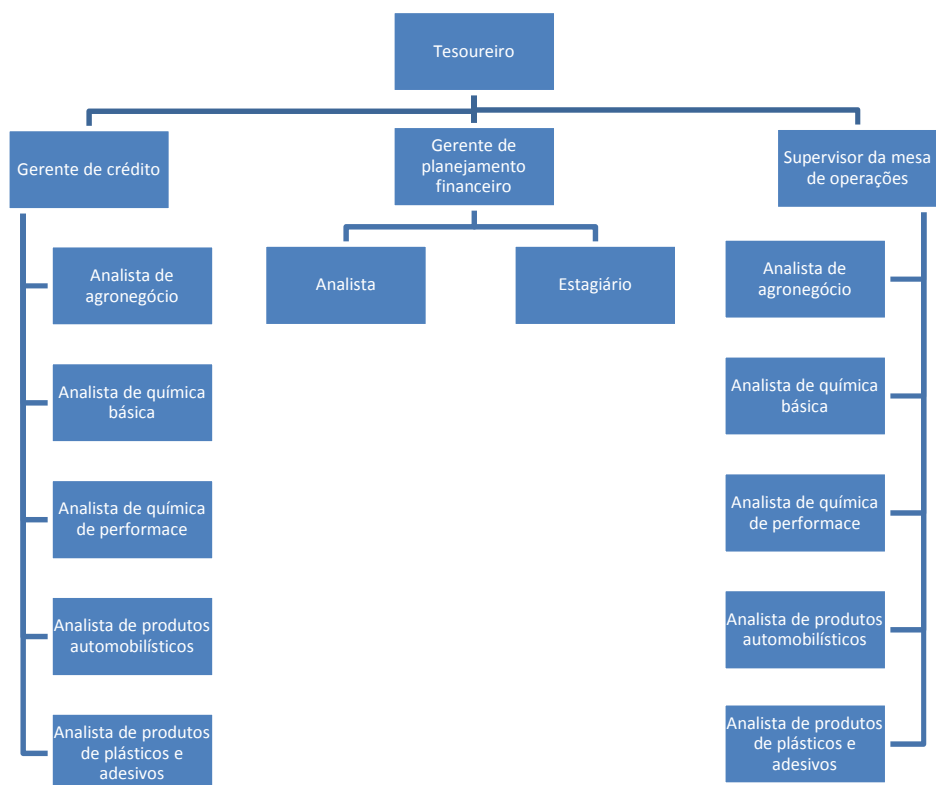 Tesoureiro
Gerente de crédito
Gerente de
planejamento
financeiro
Supervisor da mesa
de operações
Analista de
agronegócio
Analista de química
básica
Analista de química
de performace
Analista de produtos
automobilísticos
Analista de produtos
de plásticos e
adesivos
Analista
Estagiário
Analista de
agronegócio
Analista de química
básica
Analista de química
de performace
Analista de produtos
automobilísticos
Analista de produtos
de plásticos e
adesivos